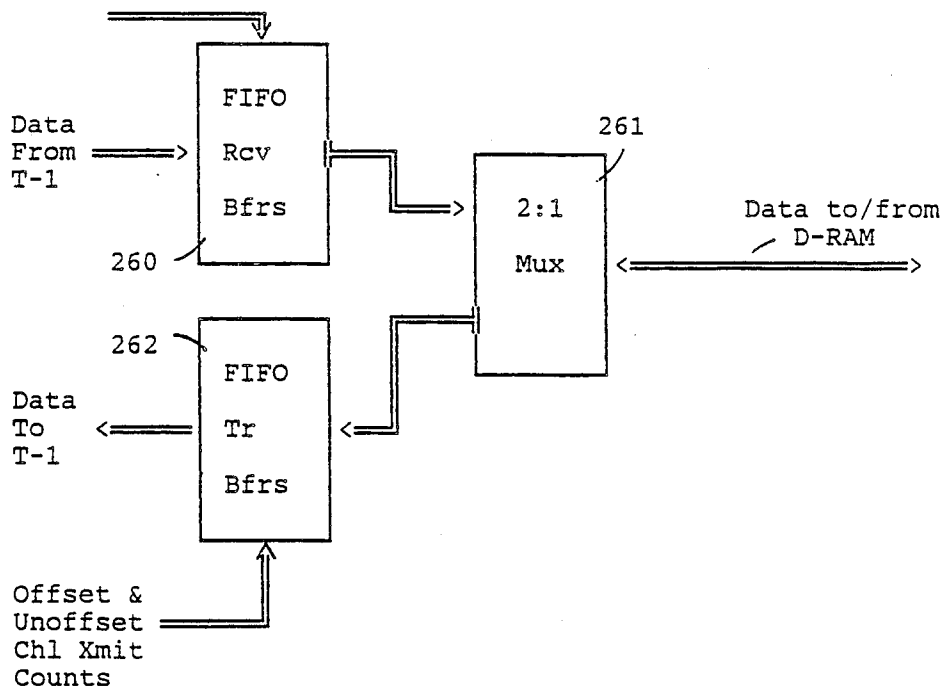 FIFO
Rcv
Bfrs
260
Data
From
T-1
261
2:1
Mux
Data to/from
D-RAM
262
FIFO
Tr
Bfrs
Data
To
T-1
Offset &
Unoffset
Chl Xmit
Counts